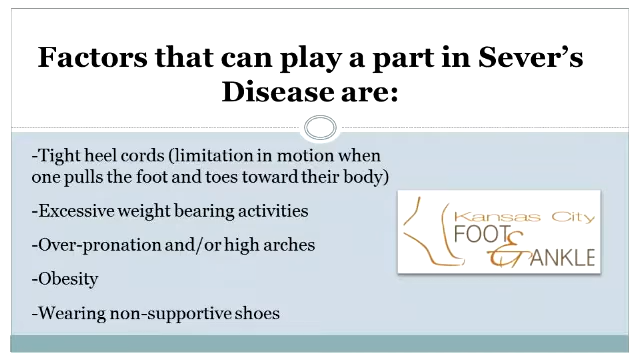 Factors that can play a part in Sever's
Disease are:
-Tight heel cords (limitation in motion when
one pulls the foot and toes toward their body)
-Excessive weight bearing activities
-Over-pronation and/or high arches
-Obesity
-Wearing non-supportive shoes
Kansas City
FOOT &
ANKLE